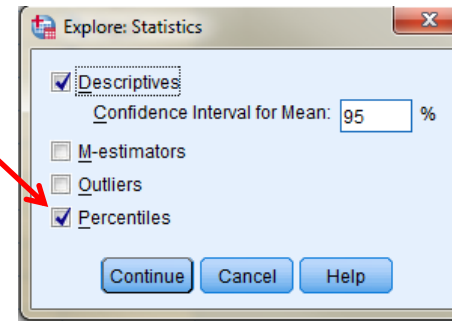 Explore: Statistics
Descriptives
Confidence Interval for Mean: 95 %
M-estimators
Outliers
Percentiles
Continue Cancel Help